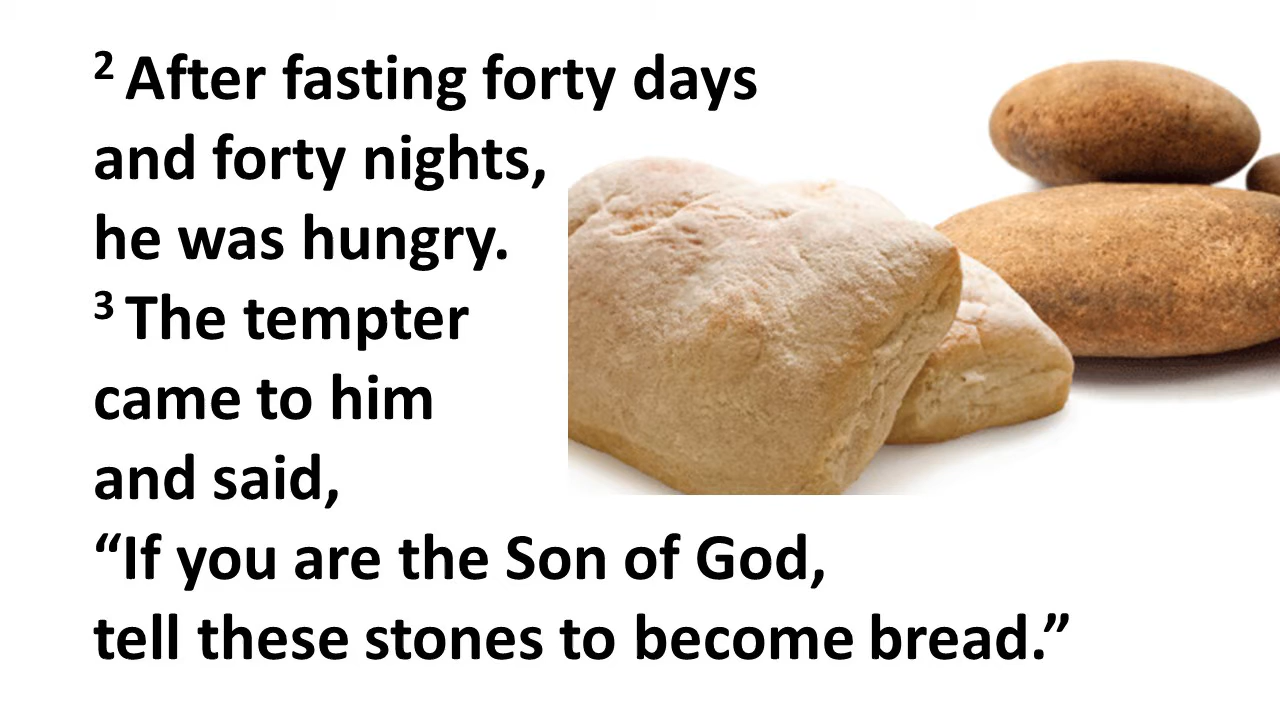 ² After fasting forty days
and forty nights,
he was hungry.
³ The tempter
came to him
and said,
“If you are the Son of God,
tell these stones to become bread.”